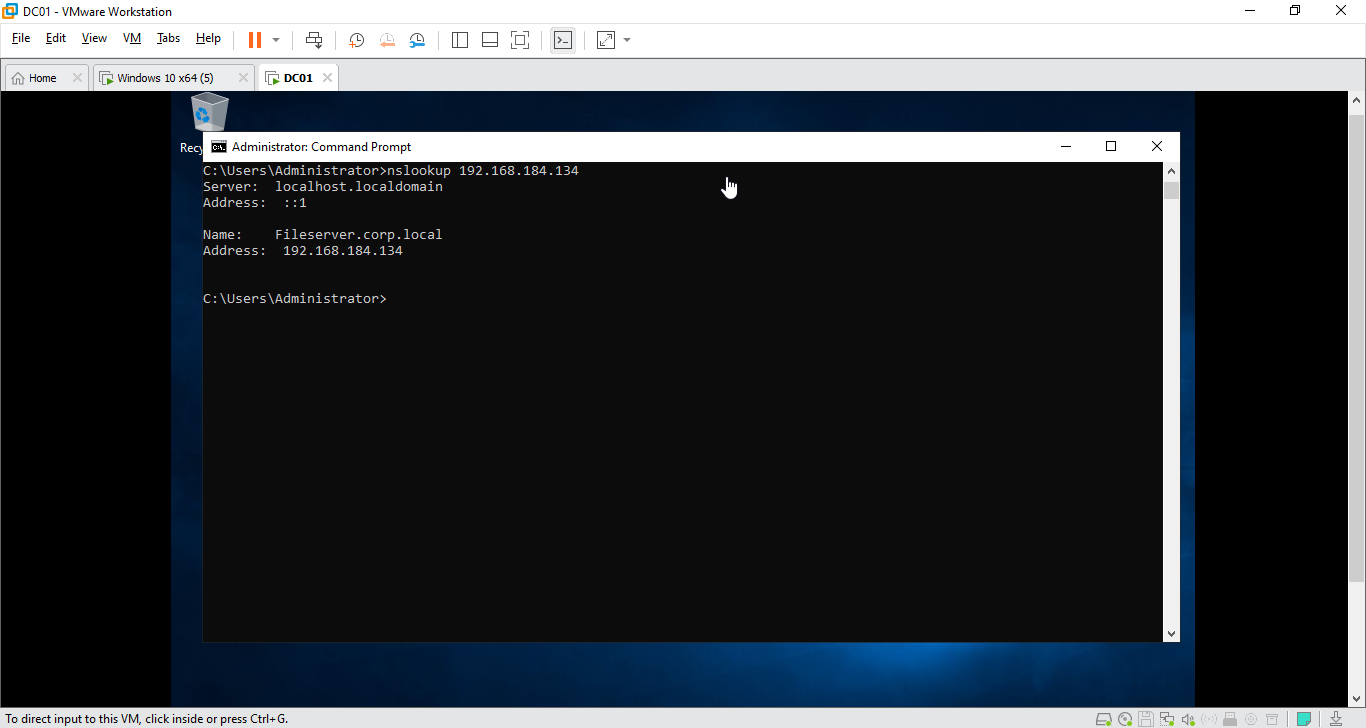 DC01 - VMware Workstation
File Edit View VM Tabs Help
Home Windows 10 x64 (5) DC01
Recy
Administrator: Command Prompt
C:\Users\Administrator>nslookup 192.168.184.134
Server:  localhost.localdomain
Address:  ::1
Name:    Fileserver.corp.local
Address:  192.168.184.134
C:\Users\Administrator>
To direct input to this VM, click inside or press Ctrl+G.